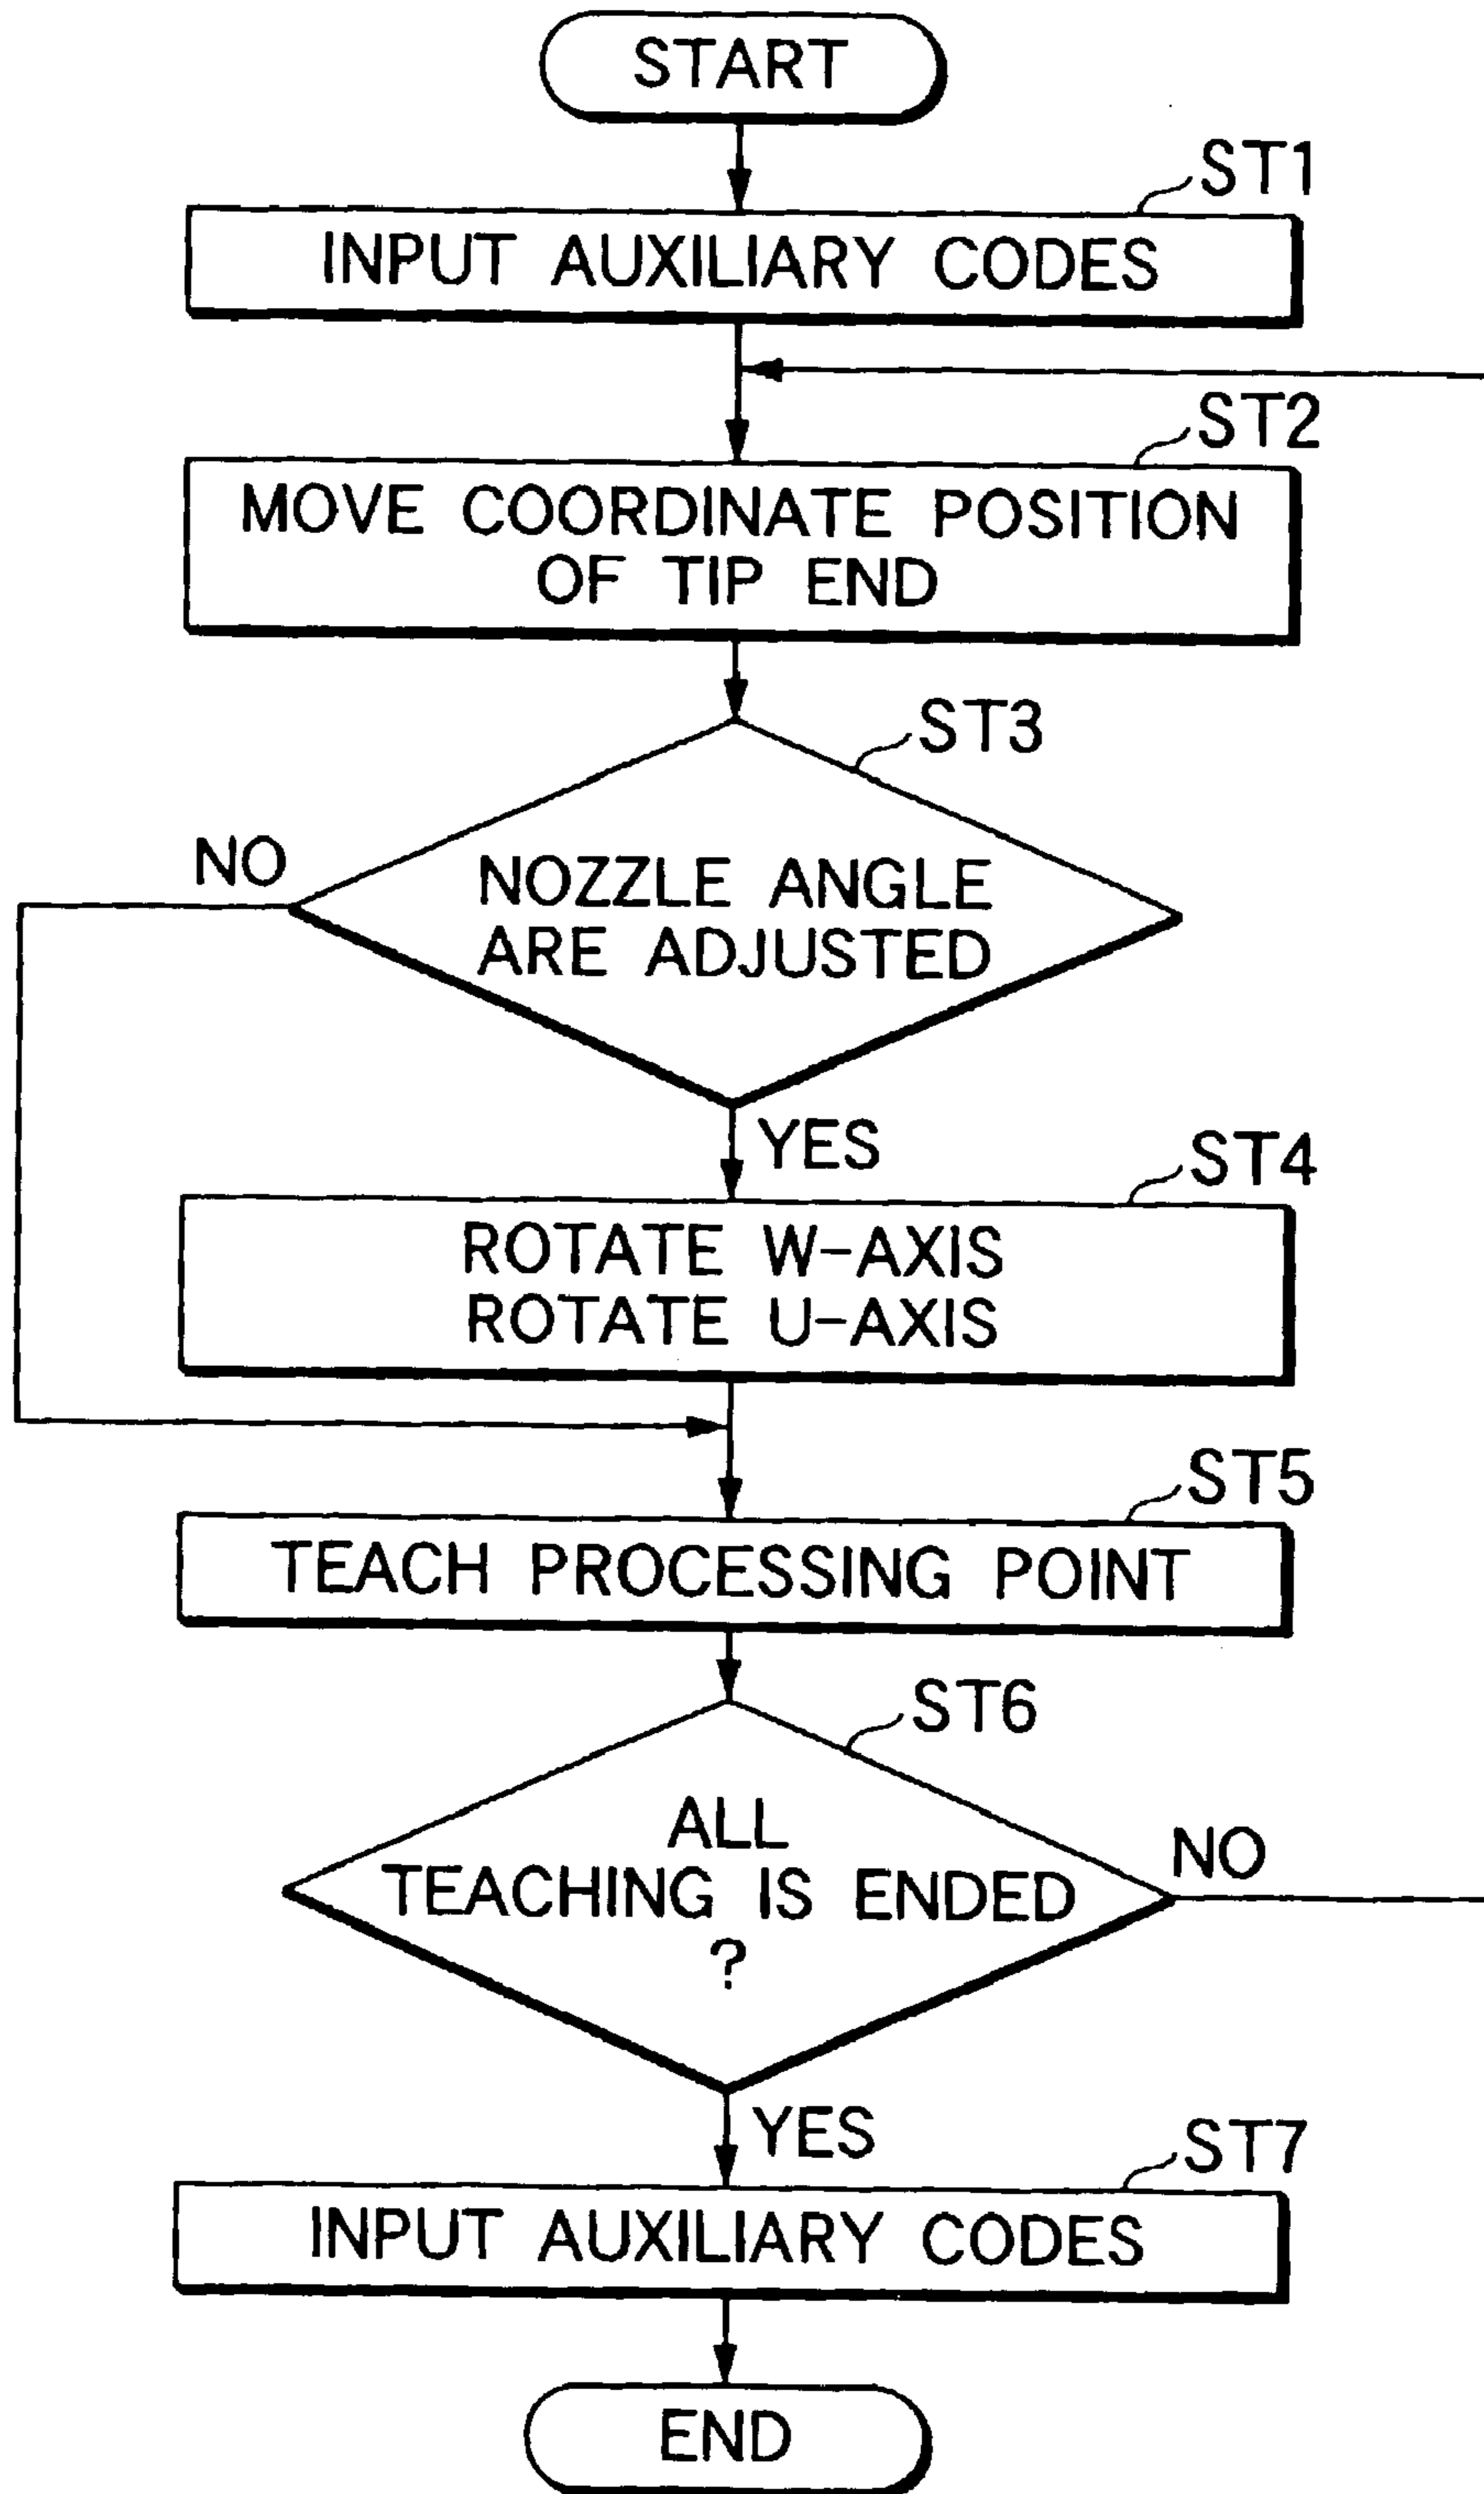 START
ST1
INPUT AUXILIARY CODES
ST2
MOVE COORDINATE POSITION
OF TIP END
ST3
NO
NOZZLE ANGLE
ARE ADJUSTED
YES
ST4
ROTATE W-AXIS
ROTATE U-AXIS
ST5
TEACH PROCESSING POINT
ST6
ALL
TEACHING IS ENDED
?
NO
YES
ST7
INPUT AUXILIARY CODES
END